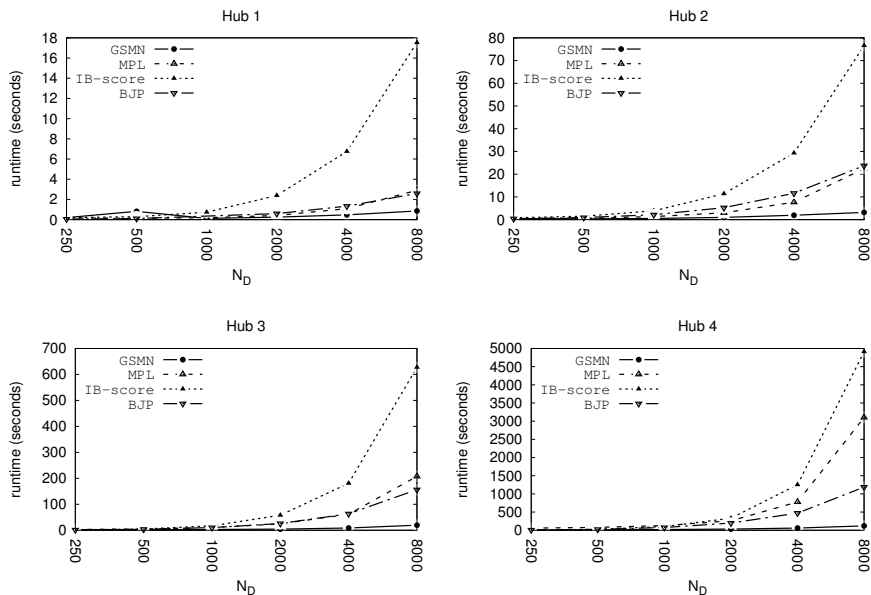 Hub 1
18
16
14
12
10
8
6
4
2
0
runtime (seconds)
GSMN
MPL
IB-score
BJP
250
500
1000
2000
4000
8000
N_D
Hub 2
80
70
60
50
40
30
20
10
0
runtime (seconds)
GSMN
MPL
IB-score
BJP
250
500
1000
2000
4000
8000
N_D
Hub 3
700
600
500
400
300
200
100
0
runtime (seconds)
GSMN
MPL
IB-score
BJP
250
500
1000
2000
4000
8000
N_D
Hub 4
5000
4500
4000
3500
3000
2500
2000
1500
1000
500
0
runtime (seconds)
GSMN
MPL
IB-score
BJP
250
500
1000
2000
4000
8000
N_D